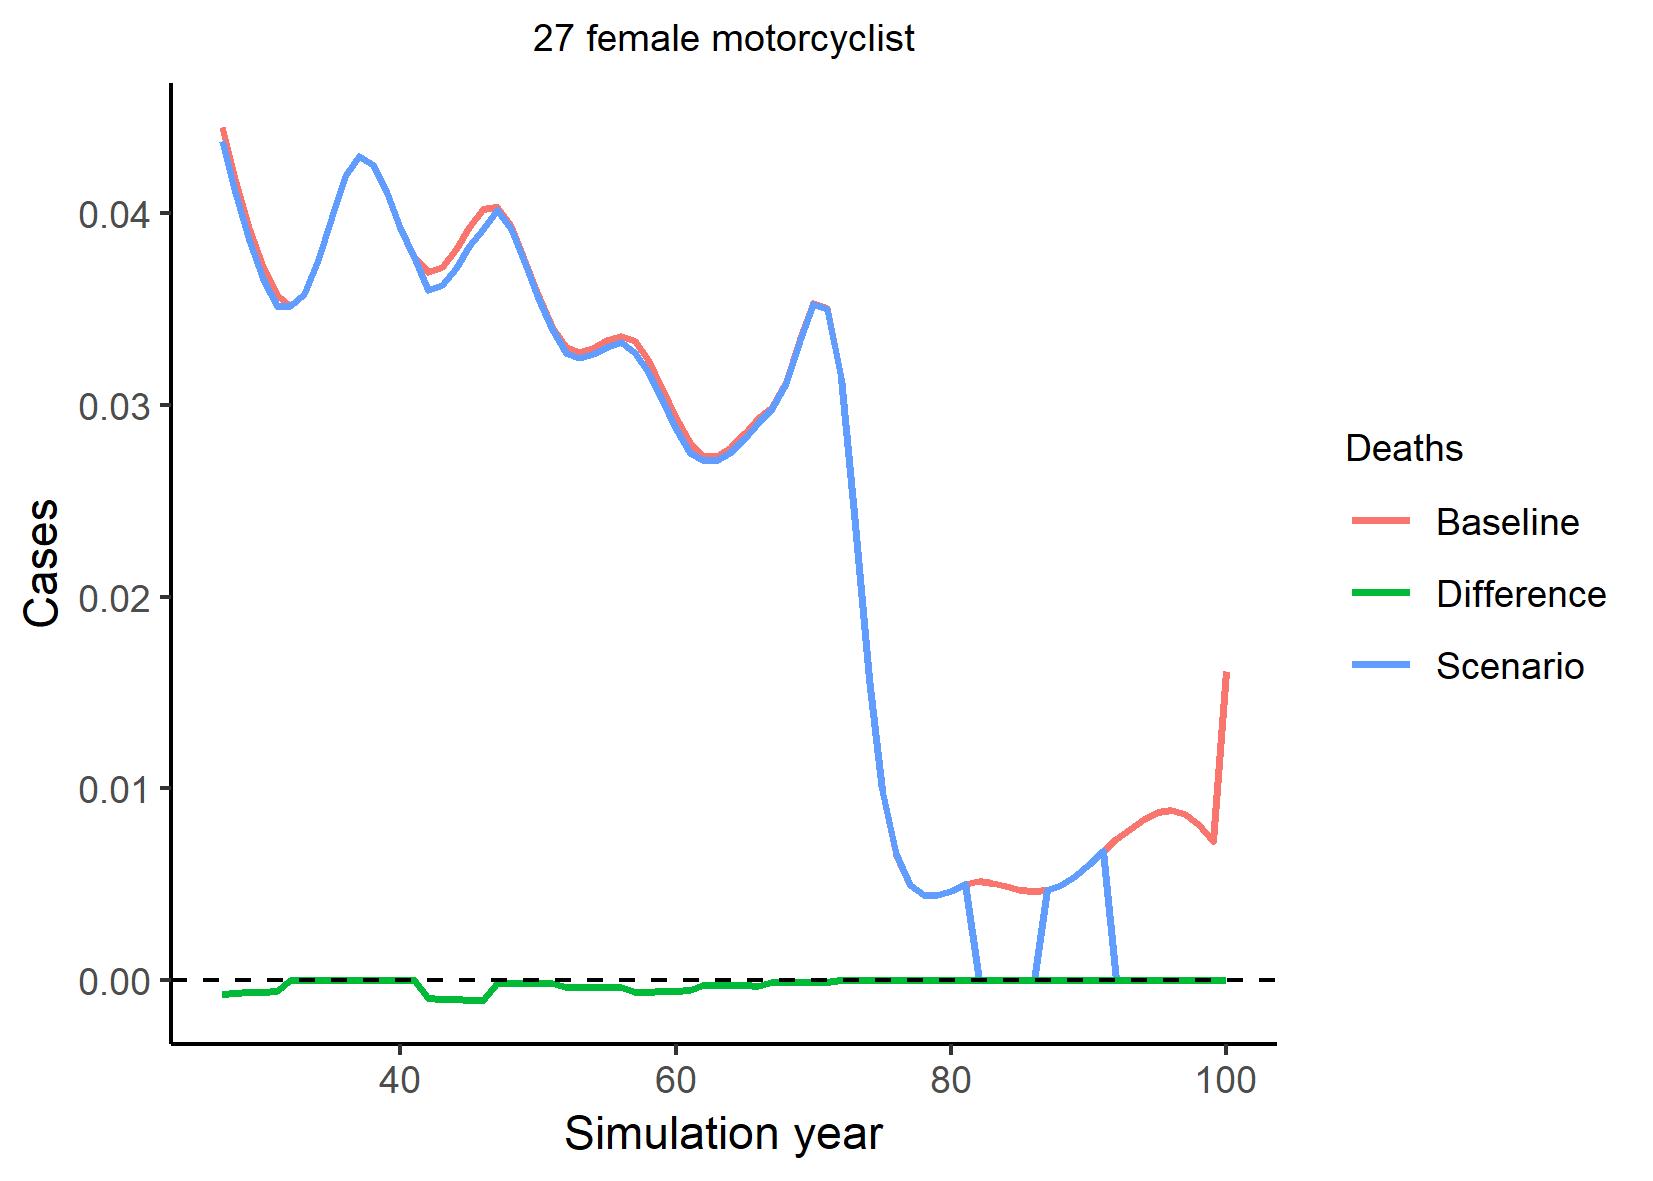 27 female motorcyclist
Cases
0.04
0.03
0.02
0.01
0.00
40 60 80 100
Simulation year
Deaths
Baseline
Difference
Scenario